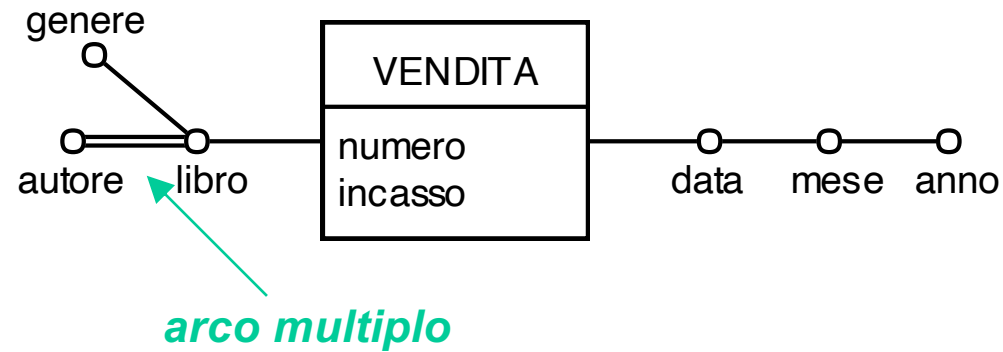 genere
VENDITA
numero
incasso
autore
libro
data
mese
anno
arco multiplo